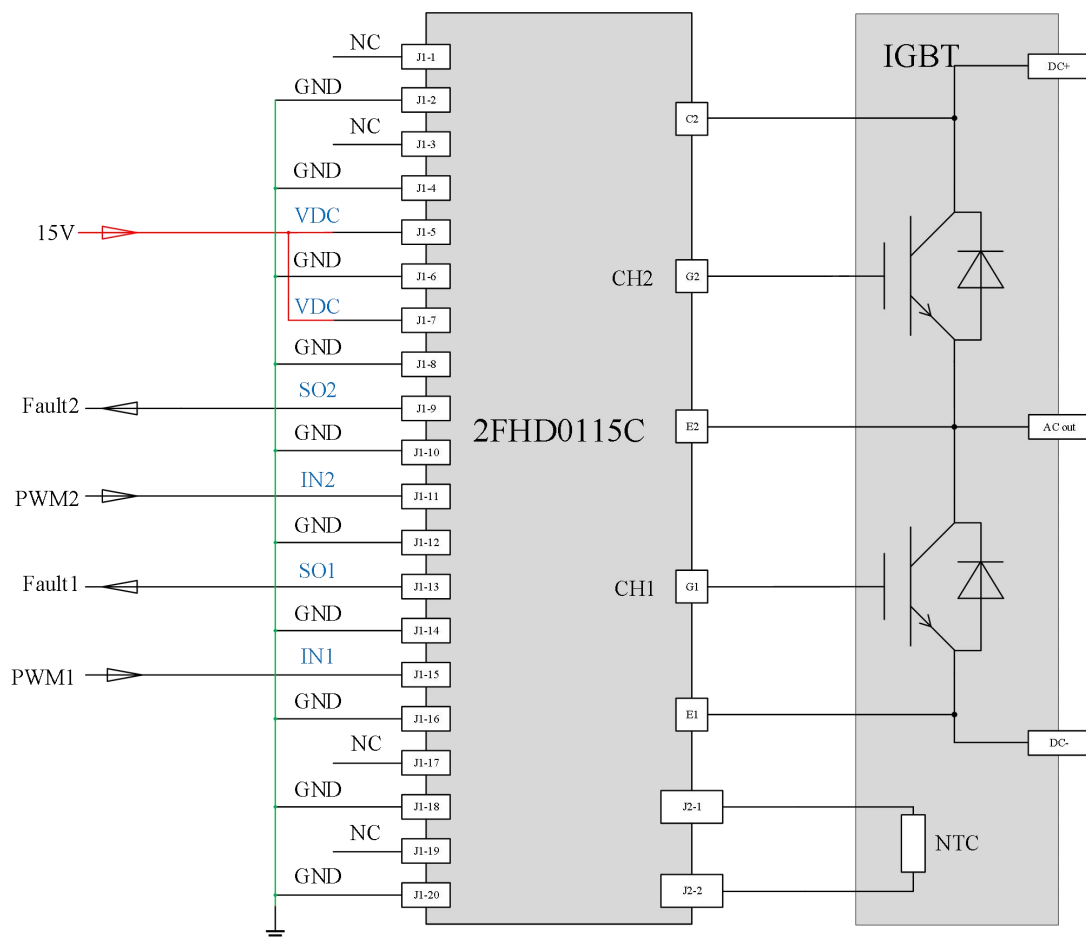 NC
J1-1
GND
J1-2
NC
J1-3
GND
J1-4
15V
VDC
J1-5
GND
J1-6
VDC
J1-7
GND
J1-8
Fault2
SO2
J1-9
GND
J1-10
PWM2
IN2
J1-11
GND
J1-12
Fault1
SO1
J1-13
GND
J1-14
PWM1
IN1
J1-15
GND
J1-16
NC
J1-17
GND
J1-18
NC
J1-19
GND
J1-20
2FHD0115C
C2
CH2
G2
E2
CH1
G1
E1
J2-1
J2-2
IGBT
DC+
AC out
DC-
NTC